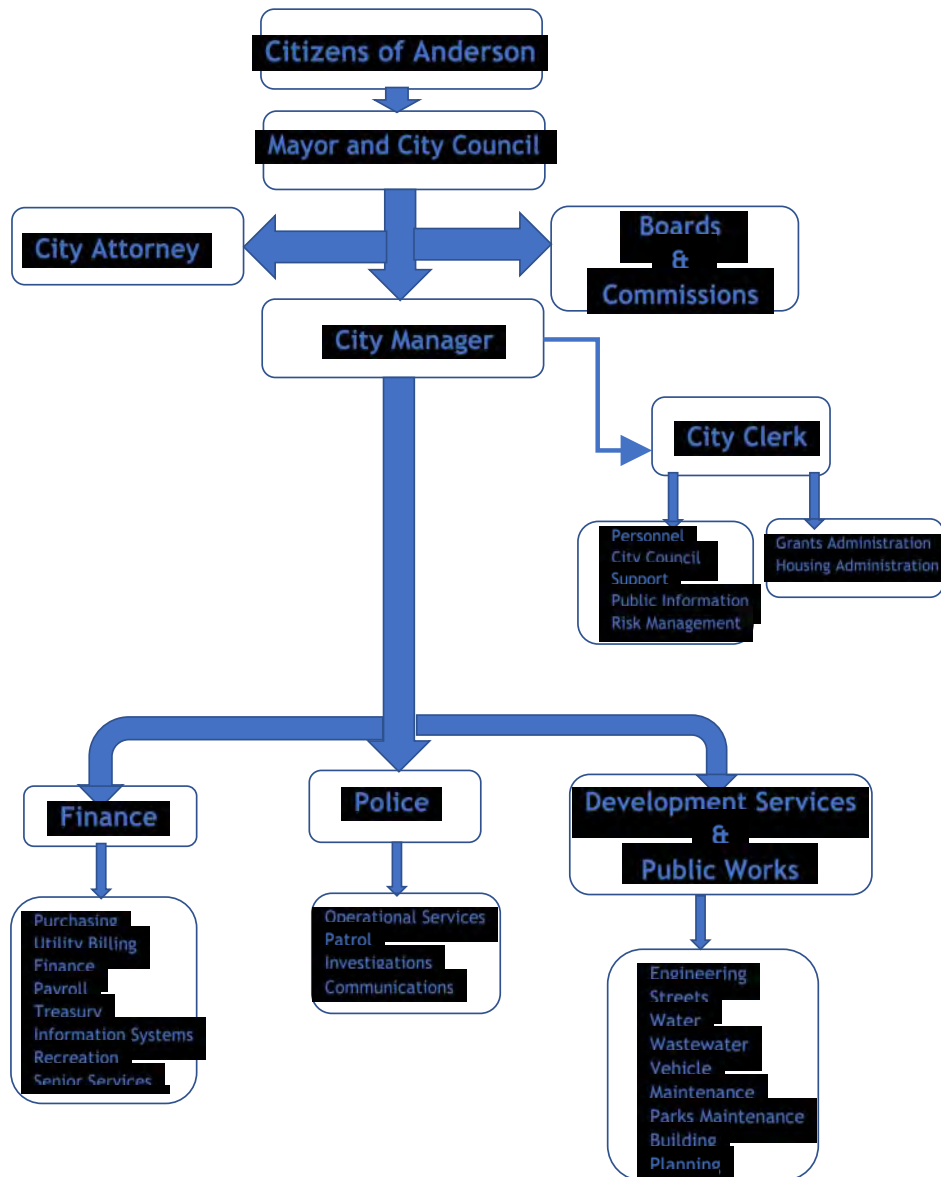 Citizens of Anderson
Mayor and City Council
City Attorney
Boards
&
Commissions
City Manager
City Clerk
Personnel
City Council
Support
Public Information
Risk Management
Grants Administration
Housing Administration
Finance
Police
Development Services
&
Public Works
Purchasing
Utility Billing
Finance
Payroll
Treasury
Information Systems
Recreation
Senior Services
Operational Services
Patrol
Investigations
Communications
Engineering
Streets
Water
Wastewater
Vehicle
Maintenance
Parks Maintenance
Building
Planning